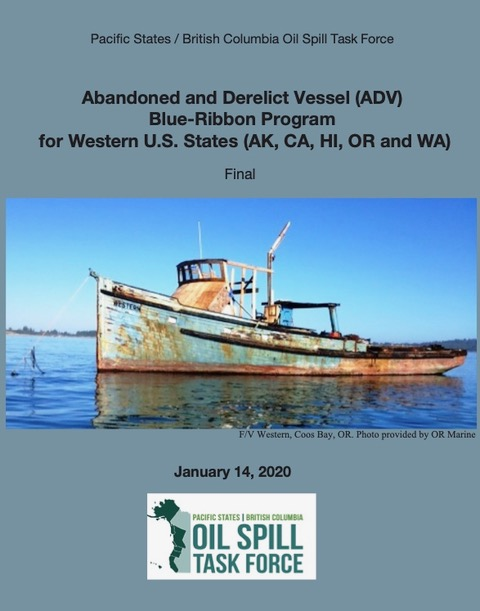 Pacific States / British Columbia Oil Spill Task Force
Abandoned and Derelict Vessel (ADV)
Blue-Ribbon Program
for Western U.S. States (AK, CA, HI, OR and WA)
Final
WESTERN
F/V Western, Coos Bay, OR. Photo provided by OR Marine
January 14, 2020
PACIFIC STATES | BRITISH COLUMBIA
OIL SPILL
TASK FORCE